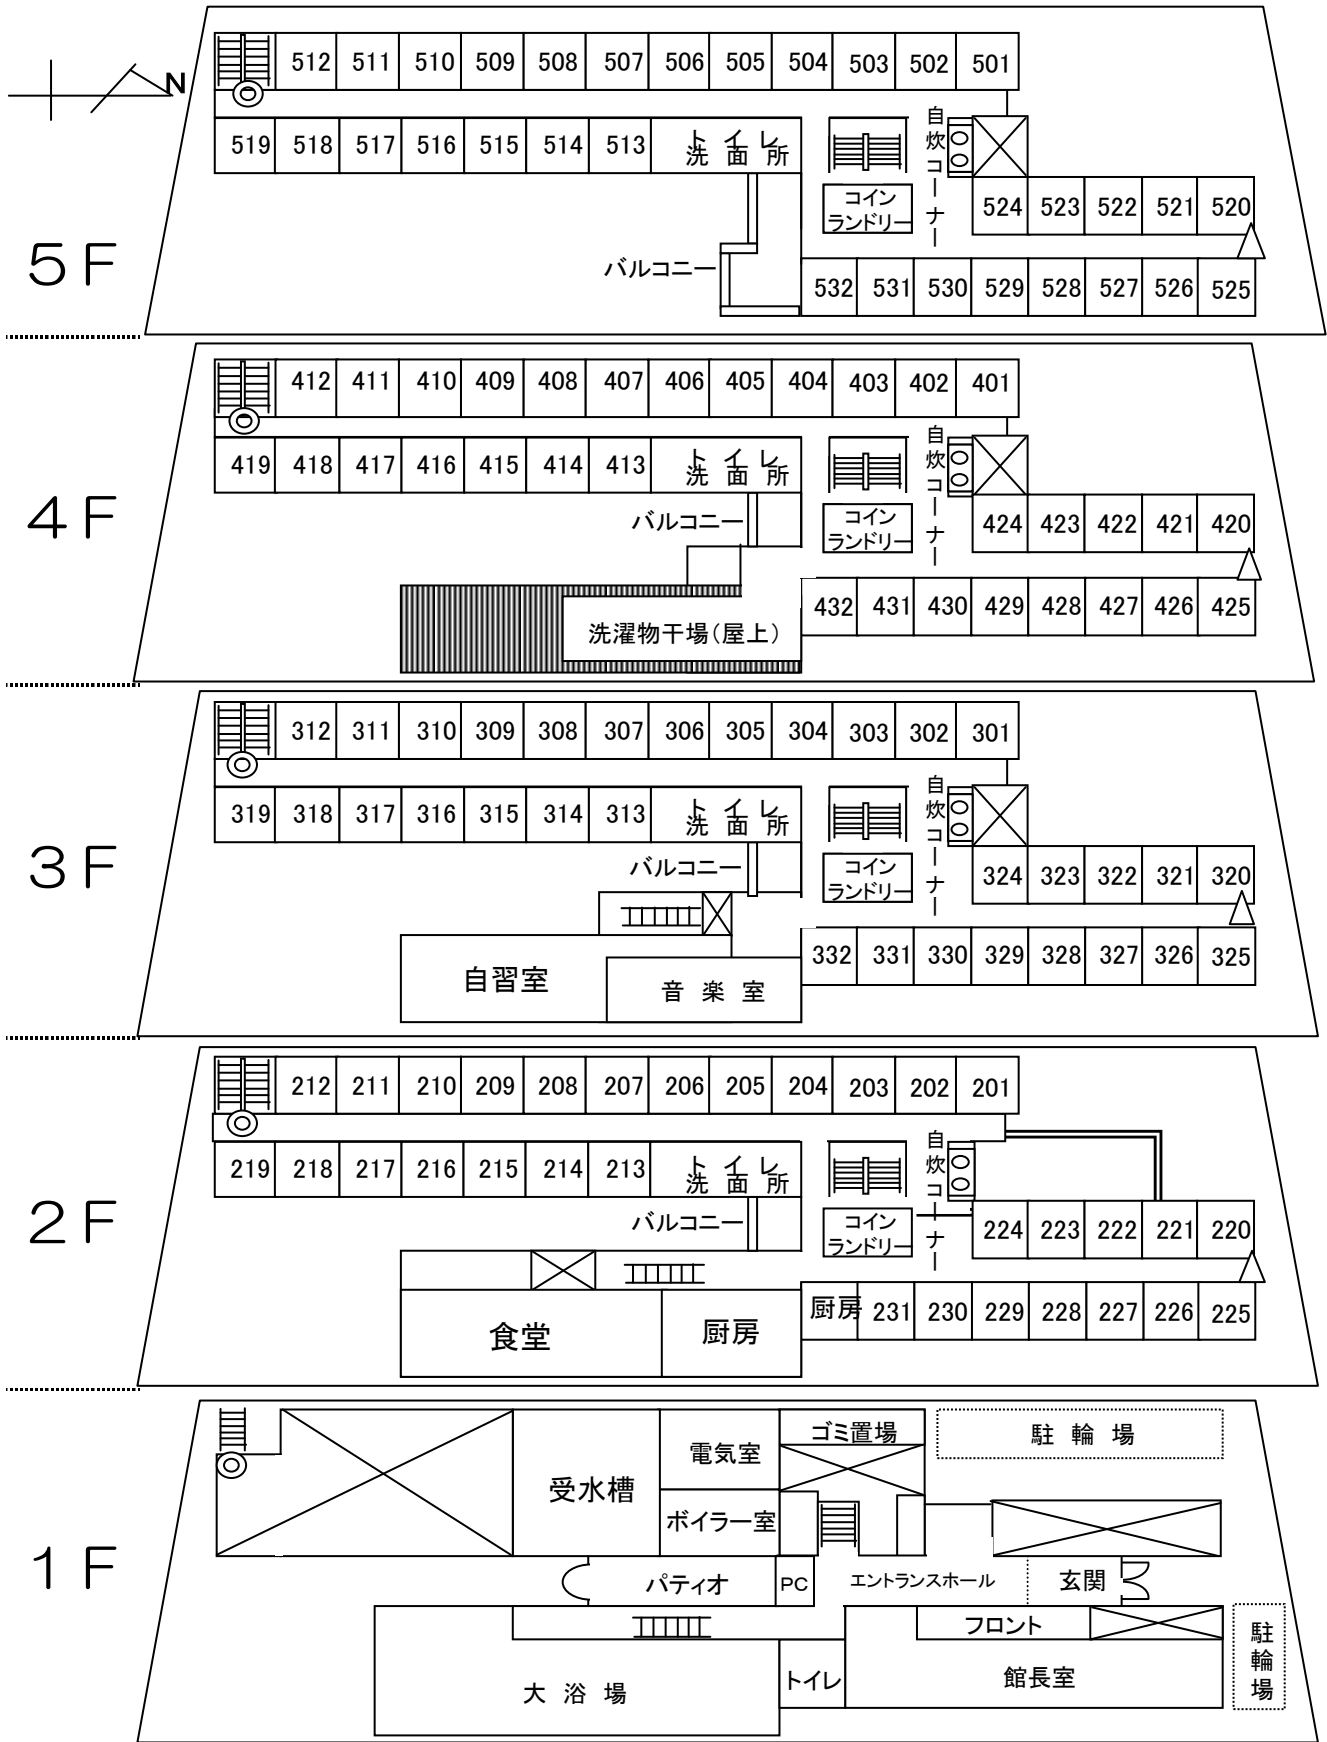 N
5F
512 511 510 509 508 507 506 505 504 503 502 501
519 518 517 516 515 514 513
トイレ
洗面所
自炊コーナー
コイン
ランドリー
524 523 522 521 520
バルコニー
532 531 530 529 528 527 526 525
4F
412 411 410 409 408 407 406 405 404 403 402 401
419 418 417 416 415 414 413
トイレ
洗面所
自炊コーナー
コイン
ランドリー
424 423 422 421 420
バルコニー
洗濯物干場(屋上)
432 431 430 429 428 427 426 425
3F
312 311 310 309 308 307 306 305 304 303 302 301
319 318 317 316 315 314 313
トイレ
洗面所
自炊コーナー
コイン
ランドリー
324 323 322 321 320
バルコニー
332 331 330 329 328 327 326 325
自習室
音楽室
2F
212 211 210 209 208 207 206 205 204 203 202 201
219 218 217 216 215 214 213
トイレ
洗面所
自炊コーナー
コイン
ランドリー
224 223 222 221 220
バルコニー
厨房 231 230 229 228 227 226 225
食堂
厨房
1F
ゴミ置場
駐輪場
電気室
受水槽
ボイラー室
パティオ
PC
エントランスホール
玄関
フロント
駐輪場
大浴場
トイレ
館長室